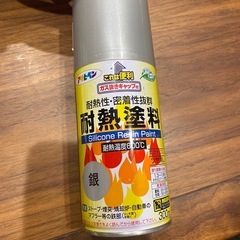 アサヒペン
これは便利
ガス抜きキャップ付
耐熱性・密着性抜群
耐熱塗料
Silicone Resin Paint
耐熱温度600℃
銀
ストーブ・煙突・焼却炉・自動車の
マフラー等の鉄部
300